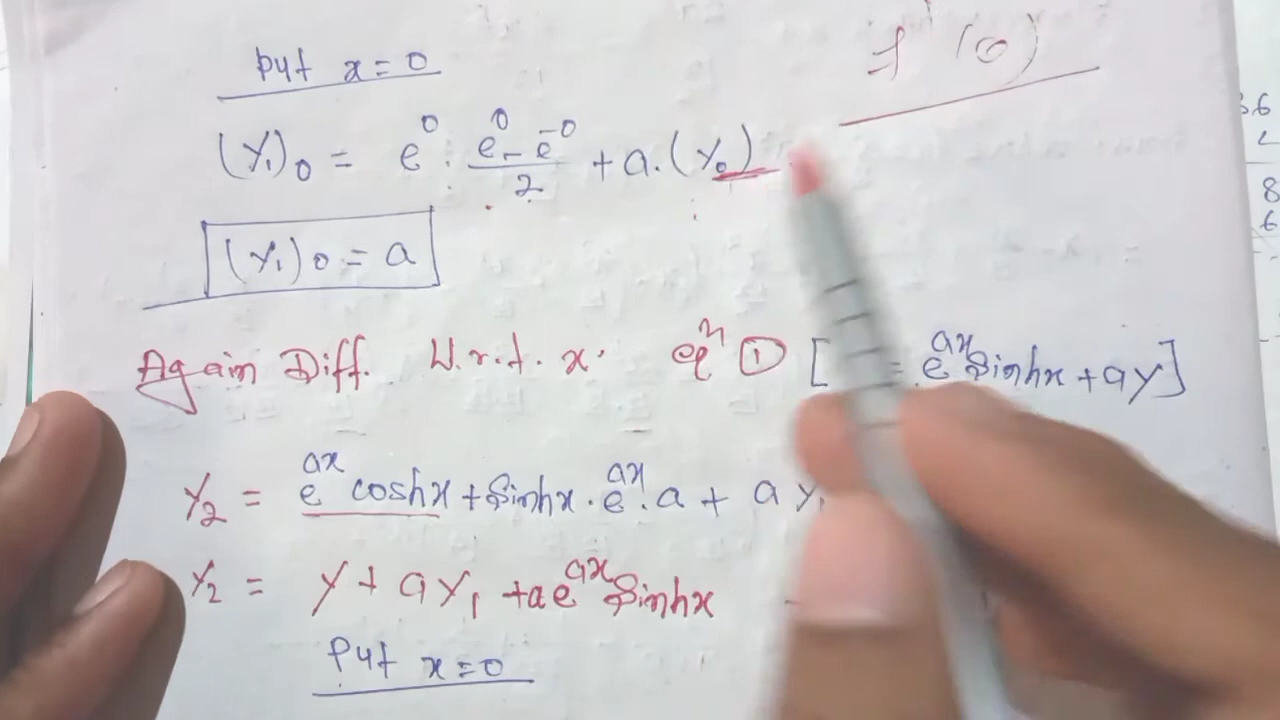 put x = 0
f' (0)
(y₁)₀ = e⁰ · (e⁰ - e⁻⁰)/2 + a.(y₀)
(y₁)₀ = a
Again Diff. W.r.t. x. eqⁿ ① [ = e^{ax} Sinhx + ay]
y₂ = e^{ax} coshx + Sinhx . e^{ax} . a + a y₁
y₂ = y + a y₁ + a e^{ax} Sinhx
Put x = 0